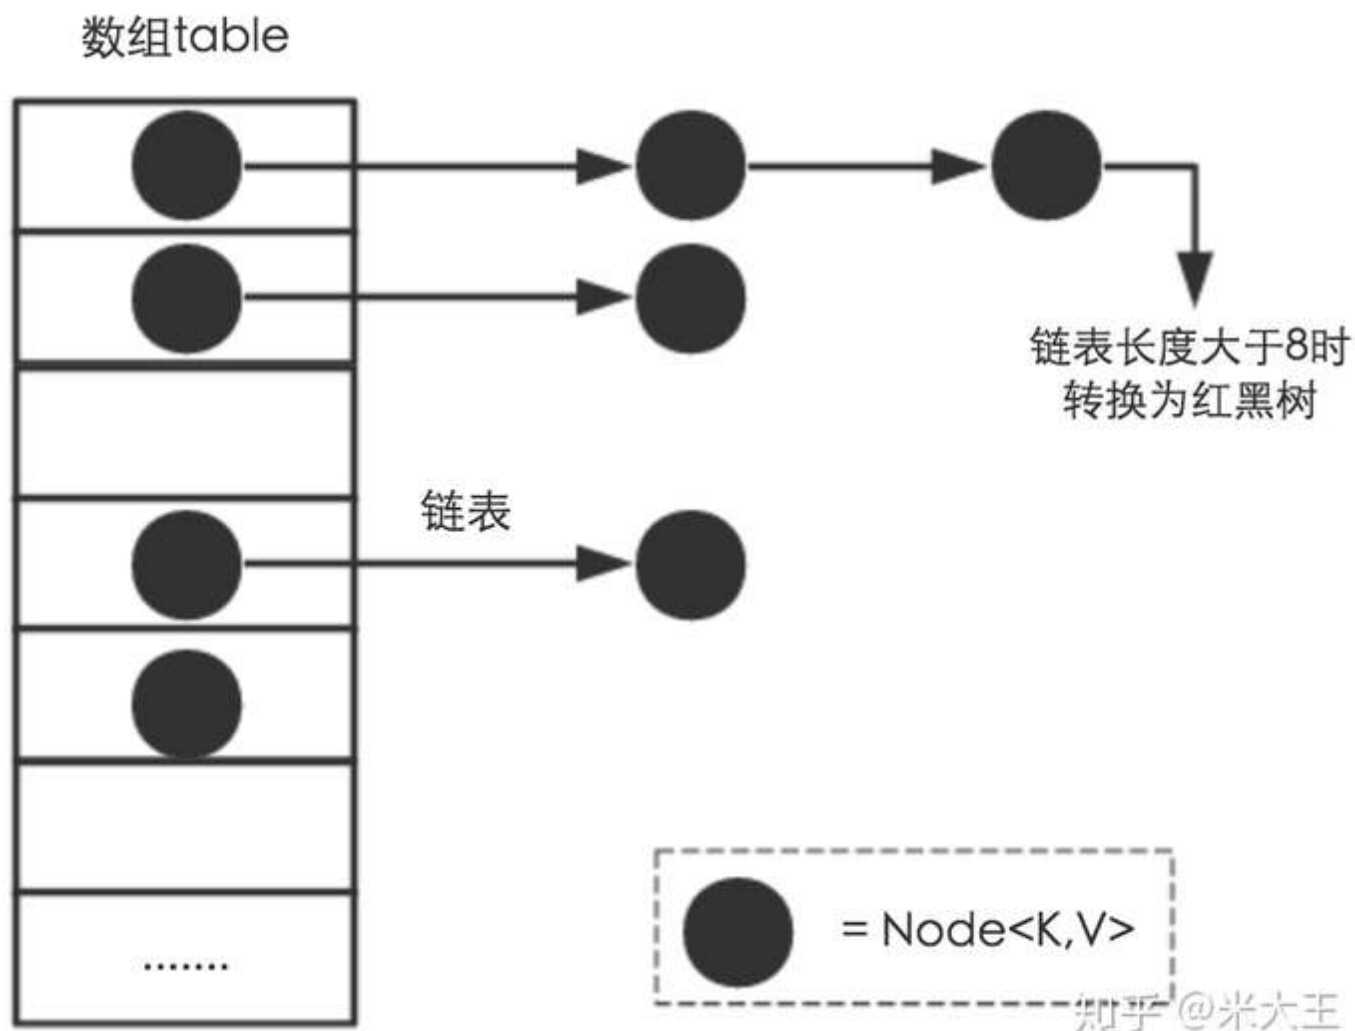 数组table
链表长度大于8时
转换为红黑树
链表
.......
= Node<K,V>
知乎 @米大王